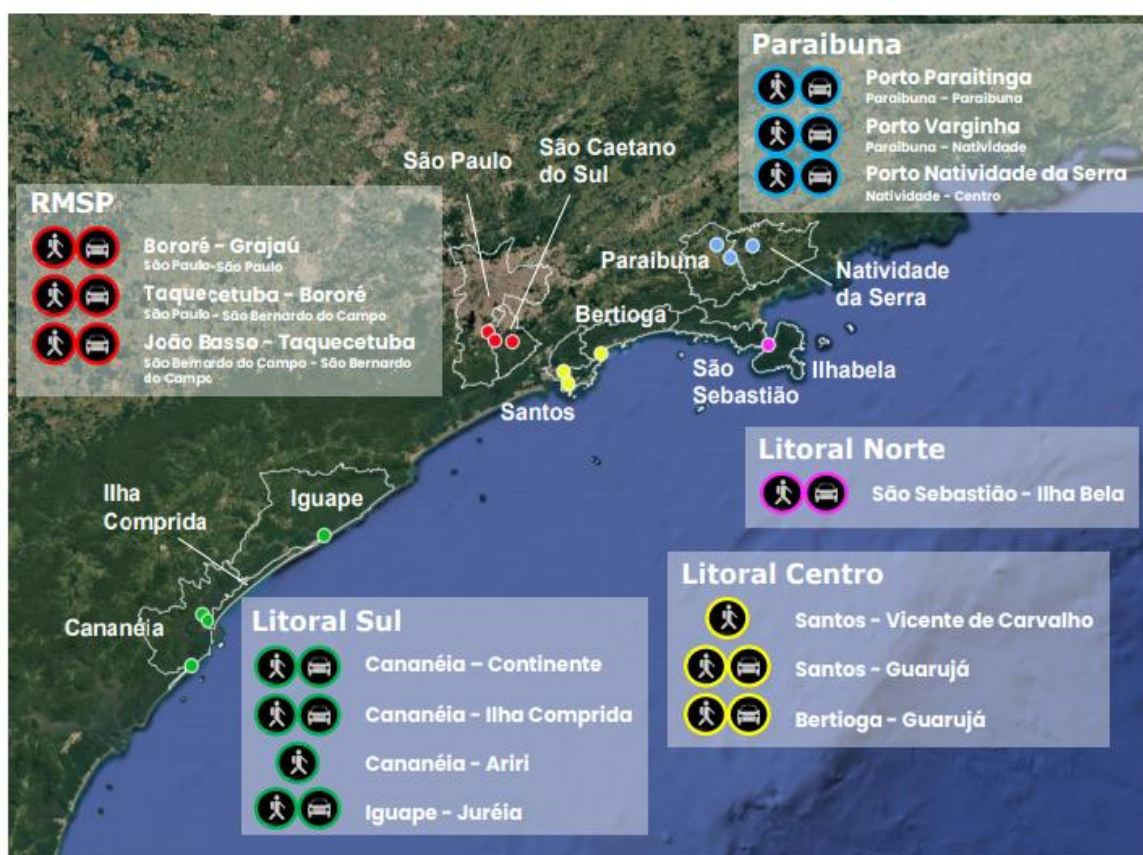 Paraibuna
Porto Paraitinga
Paraibuna – Paraibuna
Porto Varginha
Paraibuna – Natividade
Porto Natividade da Serra
Natividade - Centro
São Paulo
São Caetano
do Sul
RMSP
Bororé - Grajaú
São Paulo-São Paulo
Taquecetuba - Bororé
São Paulo - São Bernardo do Campo
João Basso - Taquecetuba
São Bernardo do Campo - São Bernardo
do Campo
Paraibuna
Natividade
da Serra
Bertioga
São
Sebastião
Ilhabela
Santos
Litoral Norte
São Sebastião - Ilha Bela
Ilha
Comprida
Iguape
Cananéia
Litoral Centro
Santos - Vicente de Carvalho
Santos - Guarujá
Bertioga - Guarujá
Litoral Sul
Cananéia – Continente
Cananéia - Ilha Comprida
Cananéia - Ariri
Iguape - Juréia